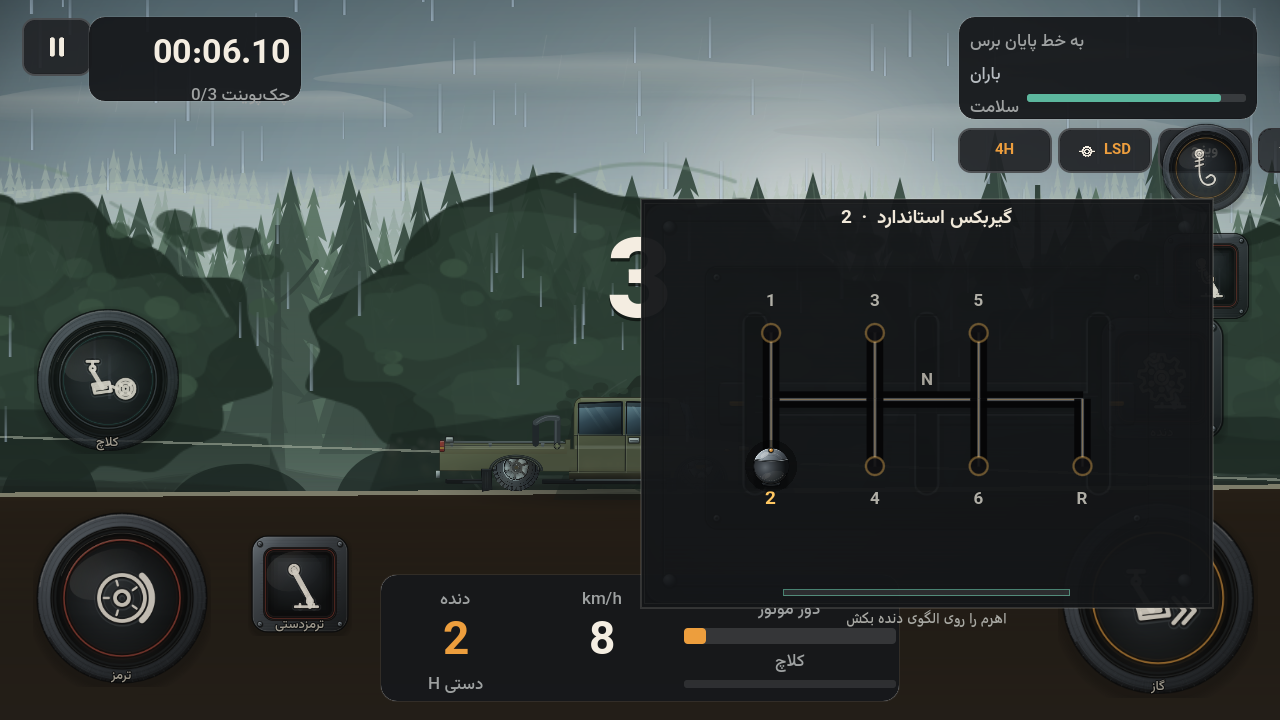 00:06.10
چک‌پوینت 0/3
به خط پایان برس
باران
سلامت
4H
LSD
وینچ
3
گیربکس استاندارد · 2
1
3
5
N
2
4
6
R
کلاچ
ترمز
ترمزدستی
دنده
2
دستی H
km/h
8
دور موتور
کلاچ
اهرم را روی الگوی دنده بکش
گاز